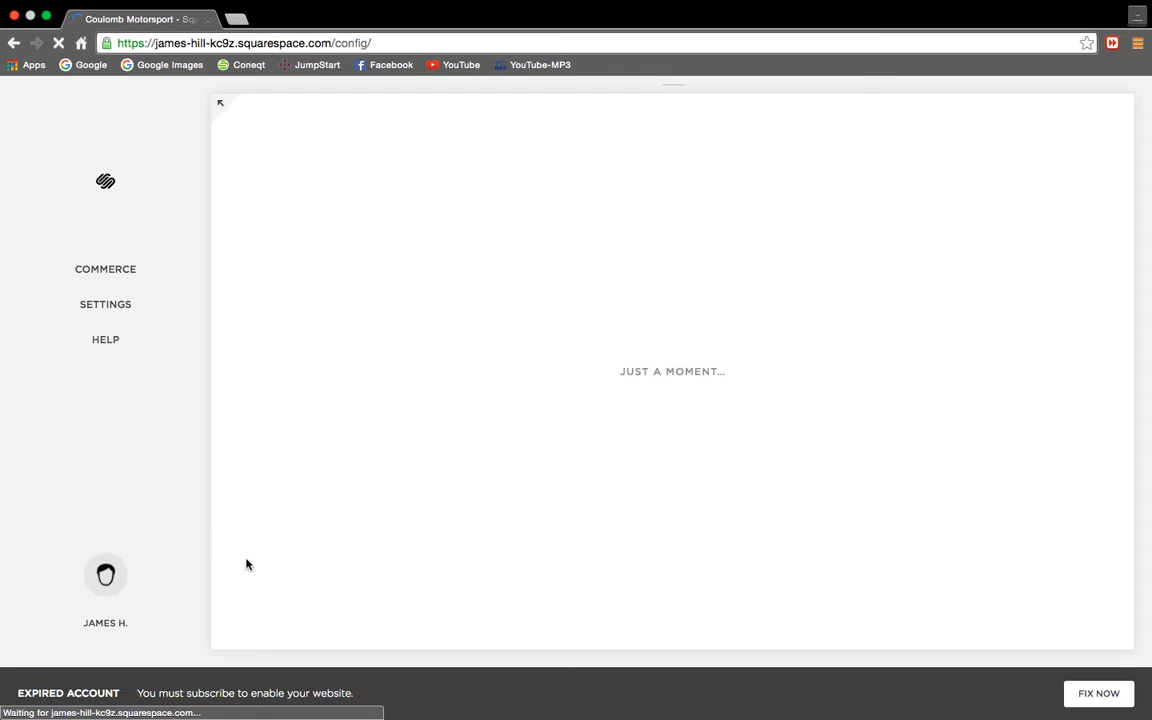 Coulomb Motorsport - Squ
https://james-hill-kc9z.squarespace.com/config/
Apps Google Google Images Coneqt JumpStart Facebook YouTube YouTube-MP3
COMMERCE
SETTINGS
HELP
JUST A MOMENT...
JAMES H.
EXPIRED ACCOUNT You must subscribe to enable your website. FIX NOW
Waiting for james-hill-kc9z.squarespace.com...